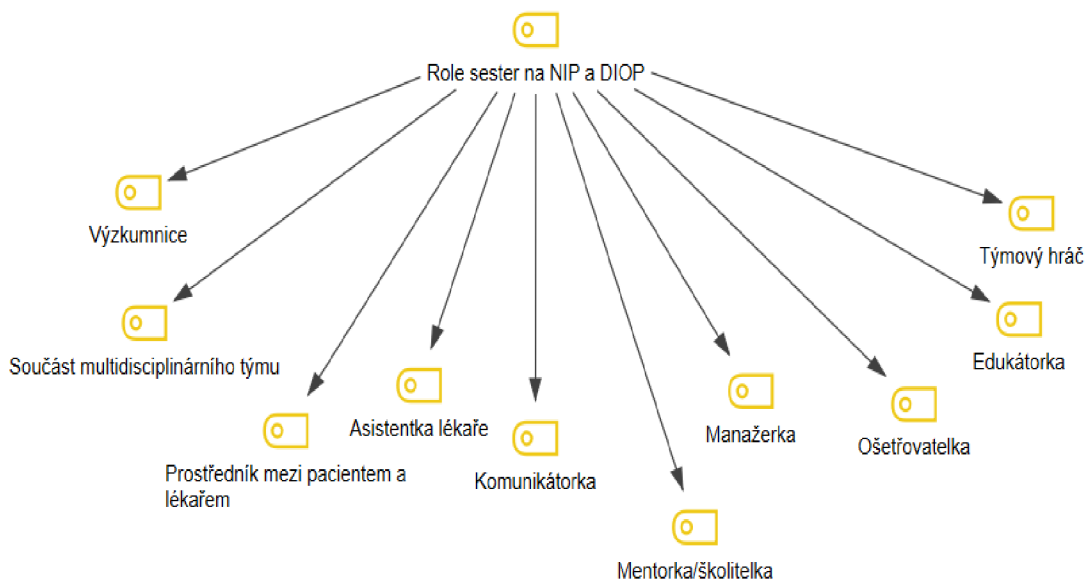 Role sester na NIP a DIOP
Výzkumnice
Týmový hráč
Součást multidisciplinárního týmu
Edukátorka
Asistentka lékaře
Manažerka
Ošetřovatelka
Prostředník mezi pacientem a
lékařem
Komunikátorka
Mentorka/školitelka